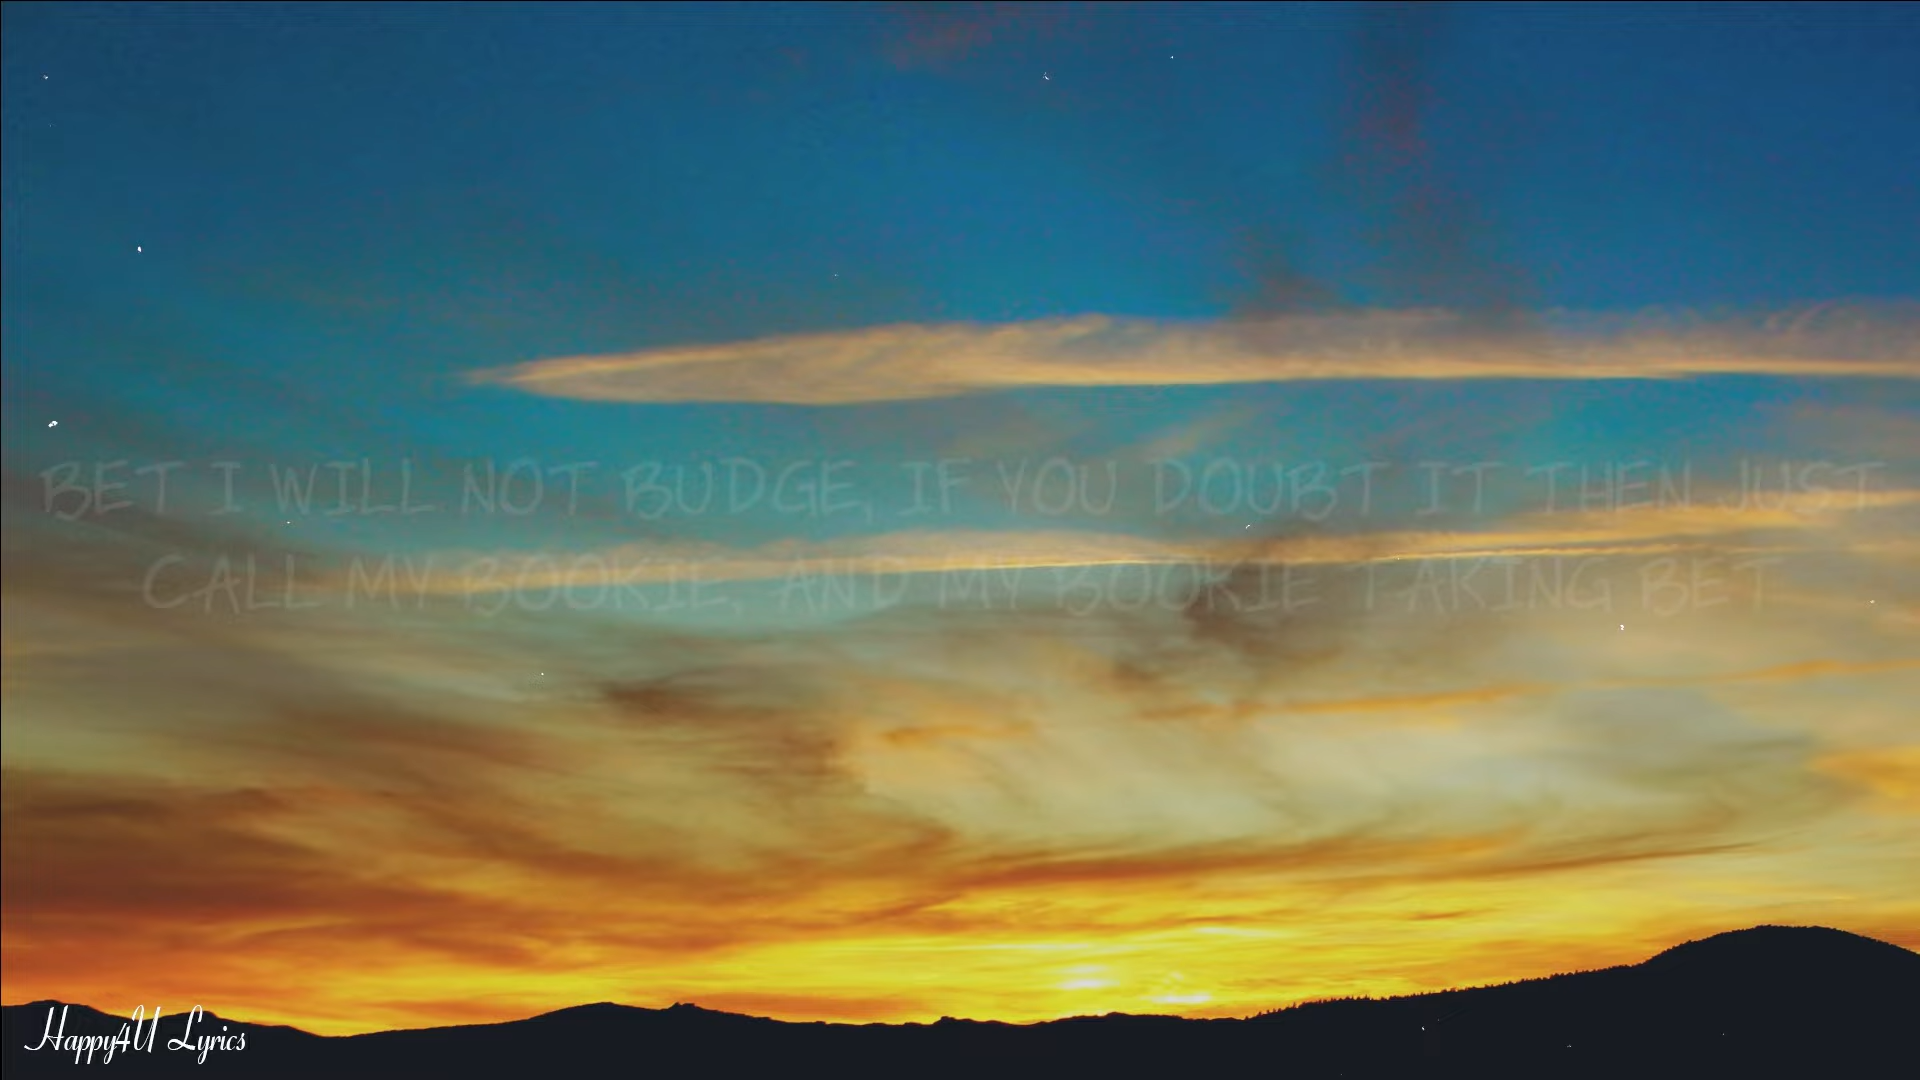 BET I WILL NOT BUDGE, IF YOU DOUBT IT THEN JUST
CALL MY BOOKIE, AND MY BOOKIE TAKING BET
Happy4U Lyrics